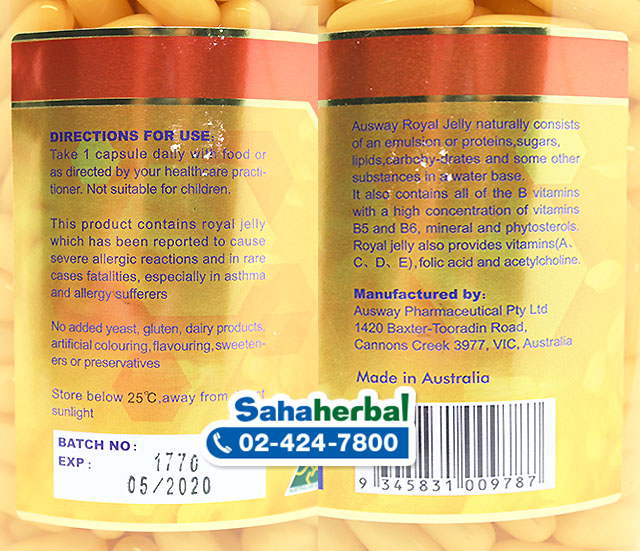 DIRECTIONS FOR USE:
Take 1 capsule daily with food or
as directed by your healthcare practi-
tioner. Not suitable for children.
This product contains royal jelly
which has been reported to cause
severe allergic reactions and in rare
cases fatalities, especially in asthma
and allergy sufferers
No added yeast, gluten, dairy products,
artificial colouring, flavouring, sweeten-
ers or preservatives
Store below 25℃, away from
sunlight
BATCH NO: 1770
EXP: 05/2020
Ausway Royal Jelly naturally consists
of an emulsion or proteins,sugars,
lipids,carbohy-drates and some other
substances in a water base.
It also contains all of the B vitamins
with a high concentration of vitamins
B5 and B6, mineral and phytosterols.
Royal jelly also provides vitamins(A、
C、D、E), folic acid and acetylcholine.
Manufactured by:
Ausway Pharmaceutical Pty Ltd
1420 Baxter-Tooradin Road,
Cannons Creek 3977, VIC, Australia
Made in Australia
9 345831 009787
Sahaherbal
02-424-7800